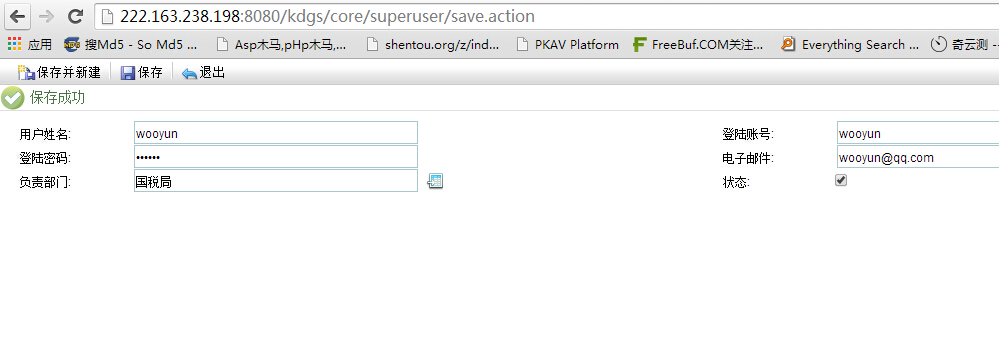 222.163.238.198:8080/kdgs/core/superuser/save.action
应用 搜Md5 - So Md5 ... Asp木马,pHp木马,... shentou.org/z/ind... PKAV Platform FreeBuf.COM关注... Everything Search ... 奇云测 --
保存并新建 保存 退出
保存成功
用户姓名: wooyun 登陆账号: wooyun
登陆密码: •••••• 电子邮件: wooyun@qq.com
负责部门: 国税局 状态: